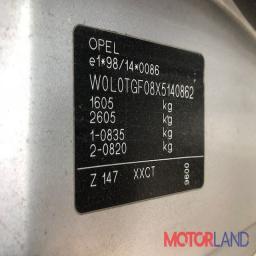 OPEL
e1*98/14*0086
W0L0TGF08X5140862
1605 kg
2605 kg
1-0835 kg
2-0820 kg
Z 147 XXCT 9600
MOTORLAND